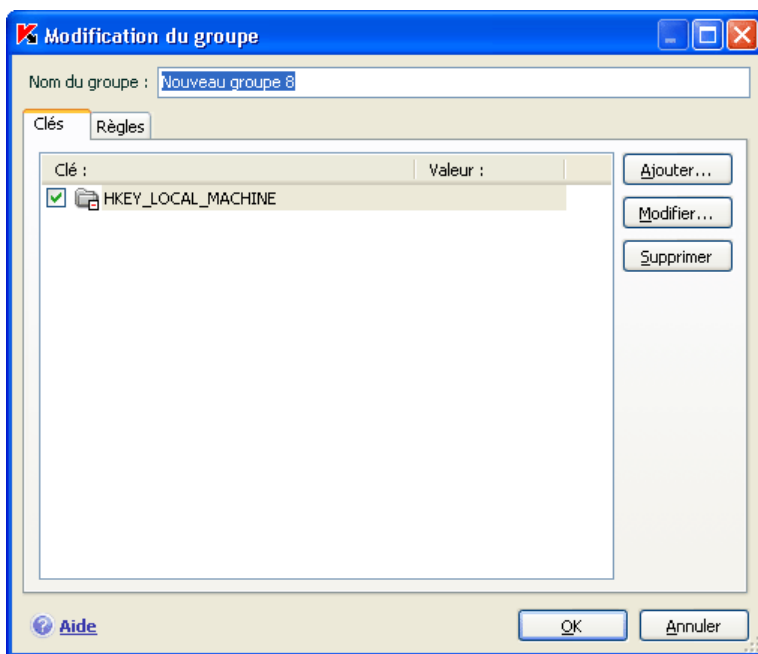 Modification du groupe
Nom du groupe : Nouveau groupe 8
Clés Règles
Clé : Valeur :
HKEY_LOCAL_MACHINE
Ajouter...
Modifier...
Supprimer
Aide OK Annuler